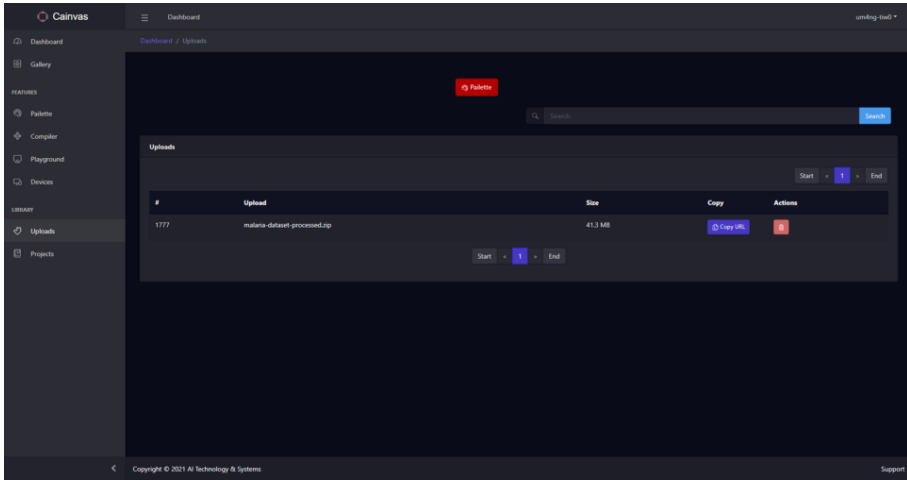 Cainvas
Dashboard
um4ng-tiw0
Dashboard
Dashboard / Uploads
Gallery
Pailette
FEATURES
Pailette
Search
Search
Compiler
Uploads
Playground
Start « 1 » End
Devices
# Upload Size Copy Actions
LIBRARY
1777 malaria-dataset-processed.zip 41.3 MB Copy URL
Uploads
Projects
Start « 1 » End
Copyright © 2021 AI Technology & Systems
Support